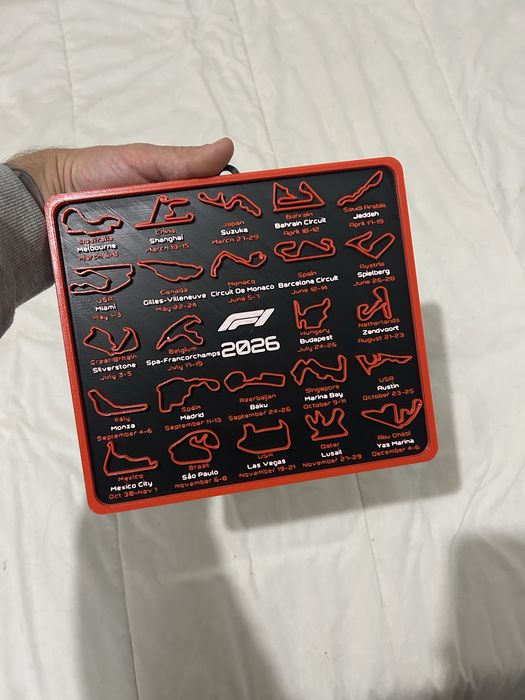 Australia
Melbourne
March 6-8
China
Shanghai
March 13-15
Japan
Suzuka
March 27-29
Bahrain
Bahrain Circuit
April 10-12
Saudi Arabia
Jeddah
April 17-19
USA
Miami
May 1-3
Canada
Gilles-Villeneuve
May 22-24
Monaco
Circuit De Monaco
June 5-7
Spain
Barcelona Circuit
June 12-14
Austria
Spielberg
June 26-28
Great Britain
Silverstone
July 3-5
Belgium
Spa-Francorchamps
July 17-19
F1
2026
Hungary
Budapest
July 24-26
Netherlands
Zandvoort
August 21-23
Italy
Monza
September 4-6
Spain
Madrid
September 11-13
Azerbaijan
Baku
September 24-26
Singapore
Marina Bay
October 9-11
USA
Austin
October 23-25
Mexico
Mexico City
Oct 30-Nov 1
Brazil
São Paulo
November 6-8
USA
Las Vegas
November 19-21
Qatar
Lusail
November 27-29
Abu Dhabi
Yas Marina
December 4-6